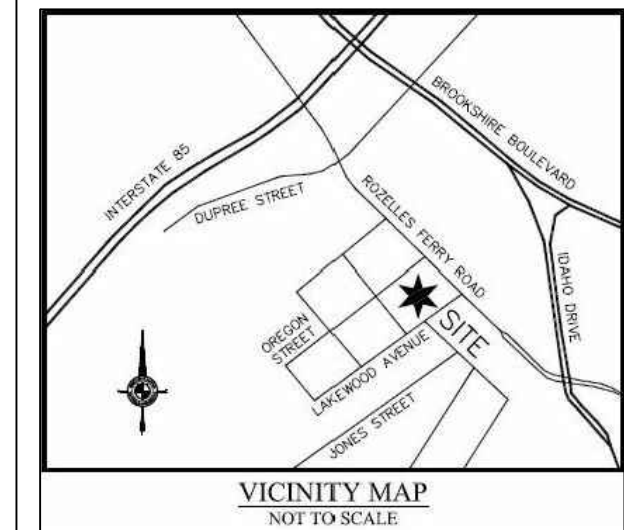 BROOKSHIRE BOULEVARD
INTERSTATE 85
DUPREE STREET
ROZELLES FERRY ROAD
IDAHO DRIVE
OREGON
STREET
SITE
LAKEWOOD AVENUE
JONES STREET
VICINITY MAP
NOT TO SCALE